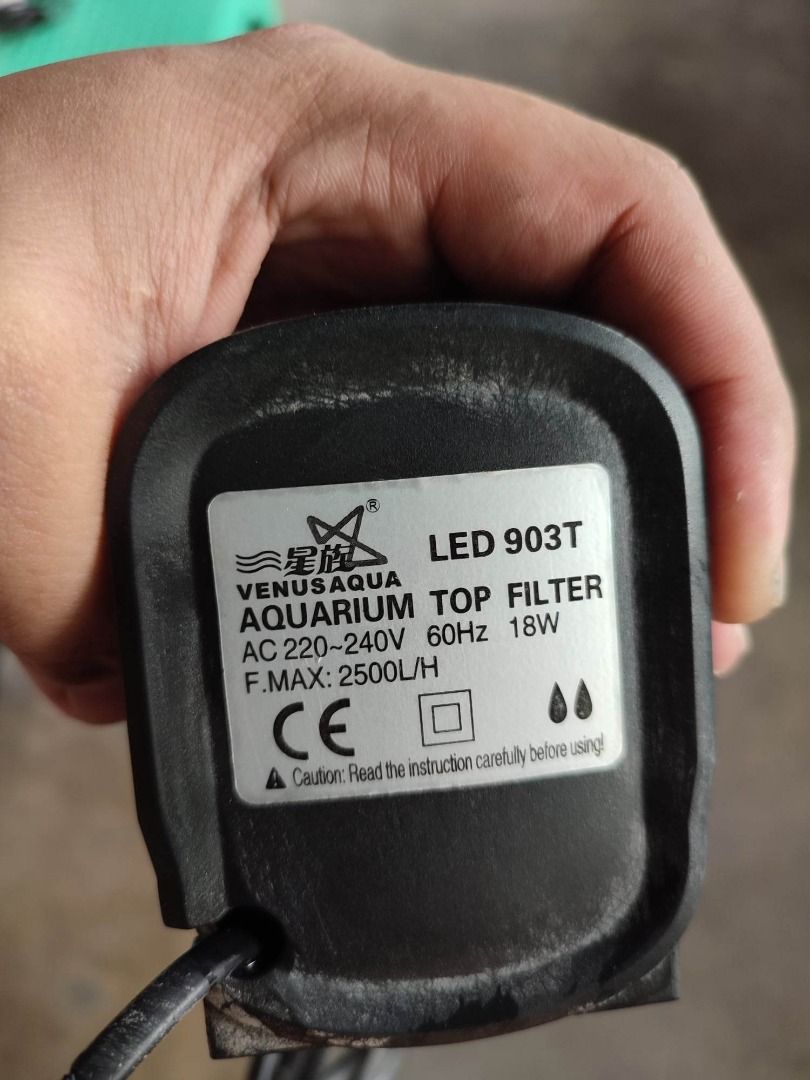 ®
星族
LED 903T
VENUSAQUA
AQUARIUM TOP FILTER
AC 220~240V 60Hz 18W
F.MAX: 2500L/H
CE
Caution: Read the instruction carefully before using!